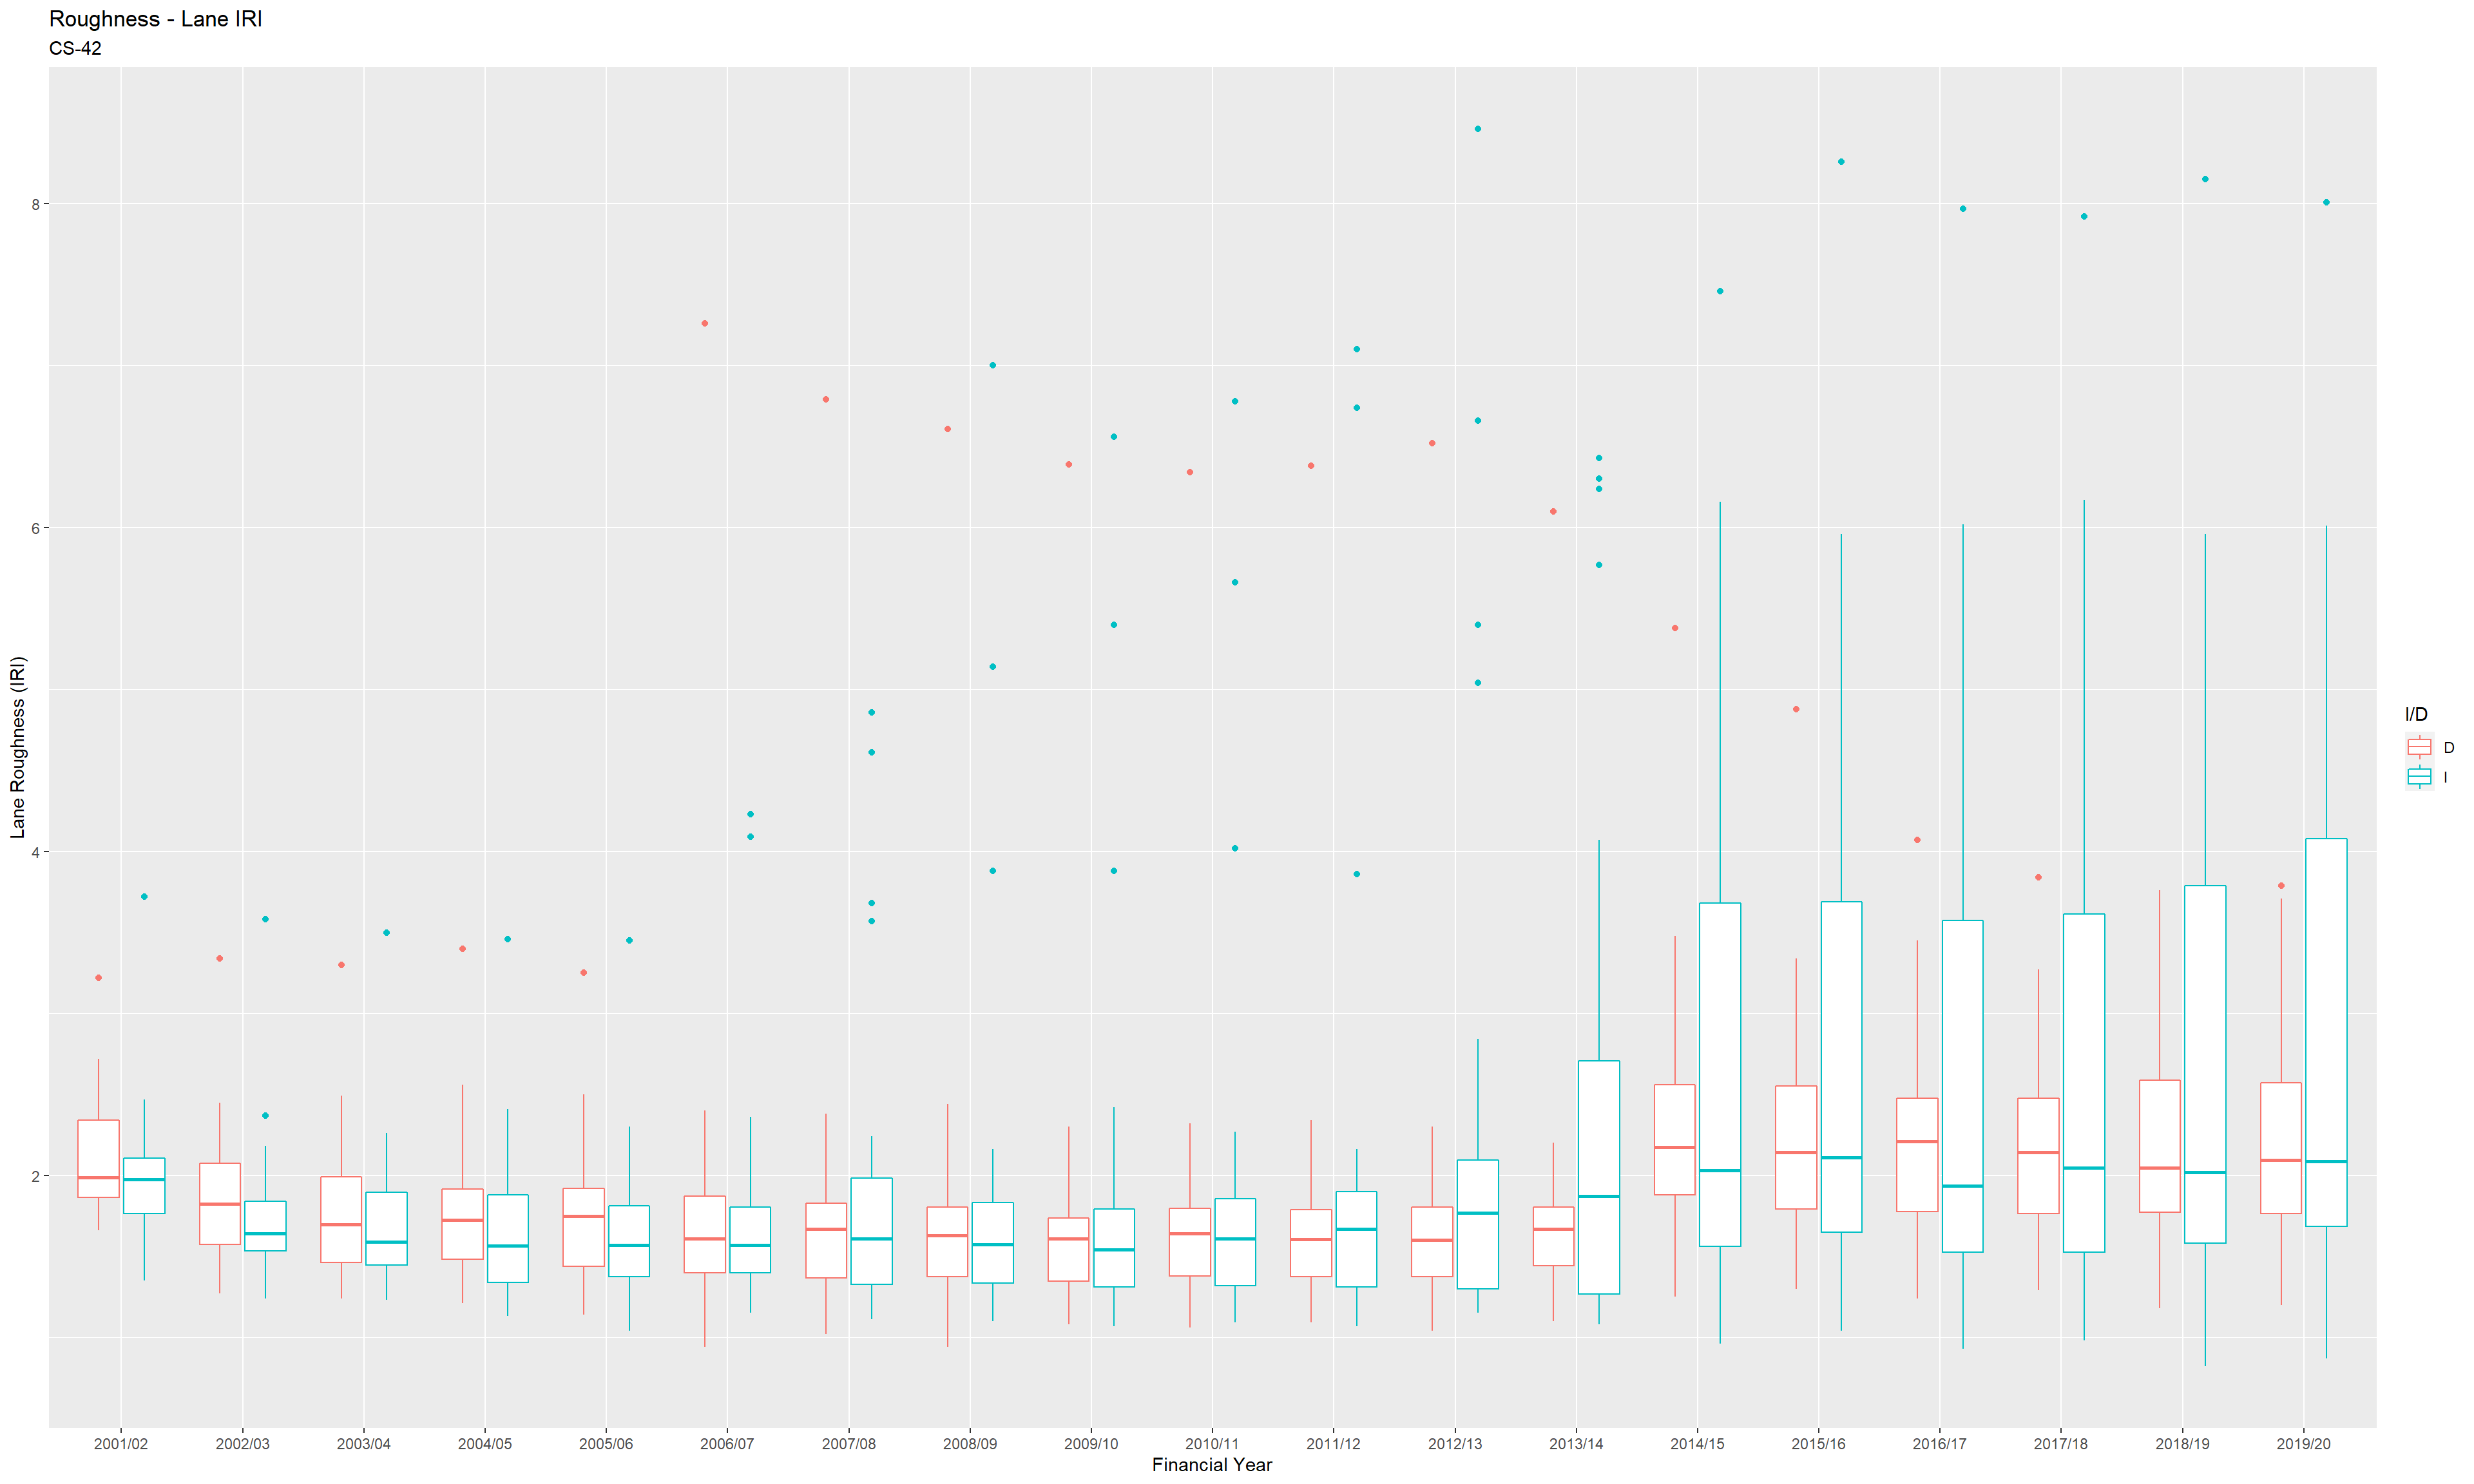 Roughness - Lane IRI
CS-42
Lane Roughness (IRI)
8
6
4
2
2001/02 2002/03 2003/04 2004/05 2005/06 2006/07 2007/08 2008/09 2009/10 2010/11 2011/12 2012/13 2013/14 2014/15 2015/16 2016/17 2017/18 2018/19 2019/20
Financial Year
I/D
D
I